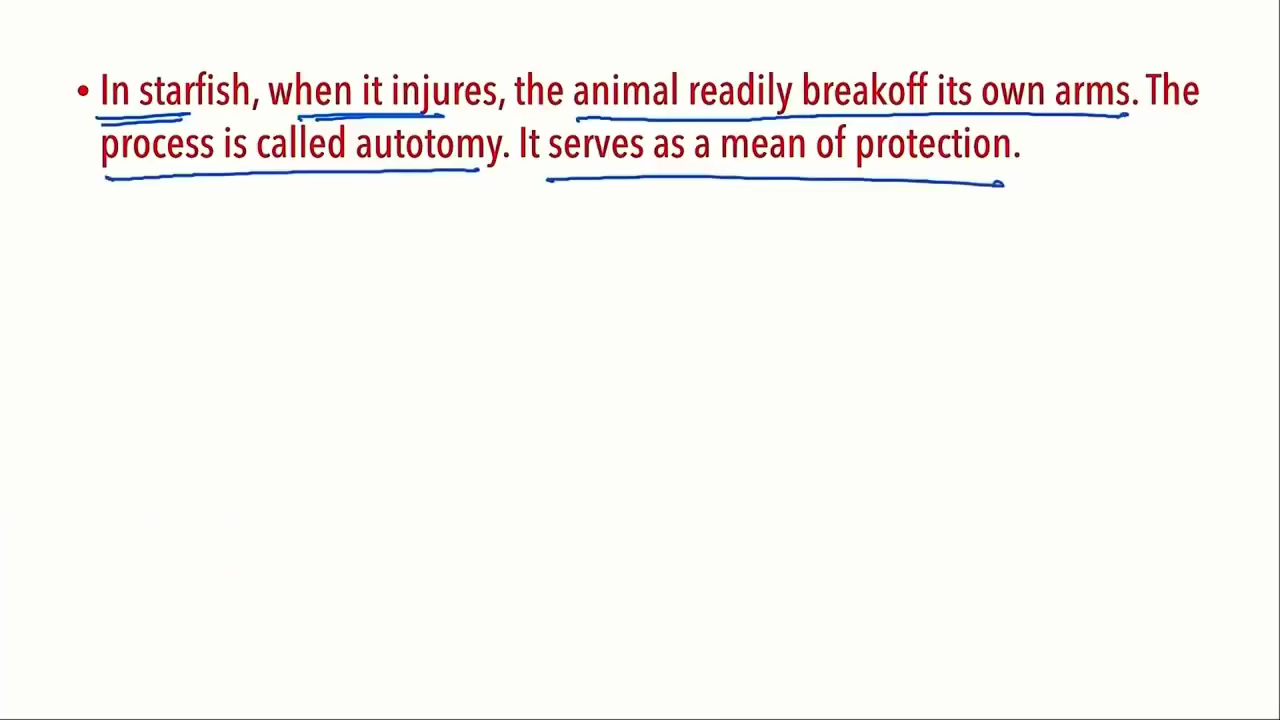 • In starfish, when it injures, the animal readily breakoff its own arms. The
process is called autotomy. It serves as a mean of protection.